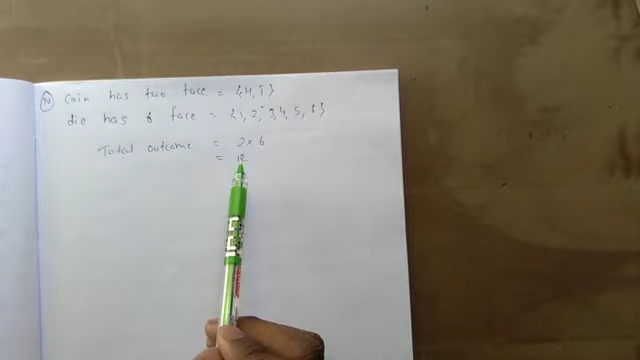 Coin has two face = {H, T}
die has 6 face = {1, 2, 3, 4, 5, 6}
Total outcome = 2 x 6
= 12